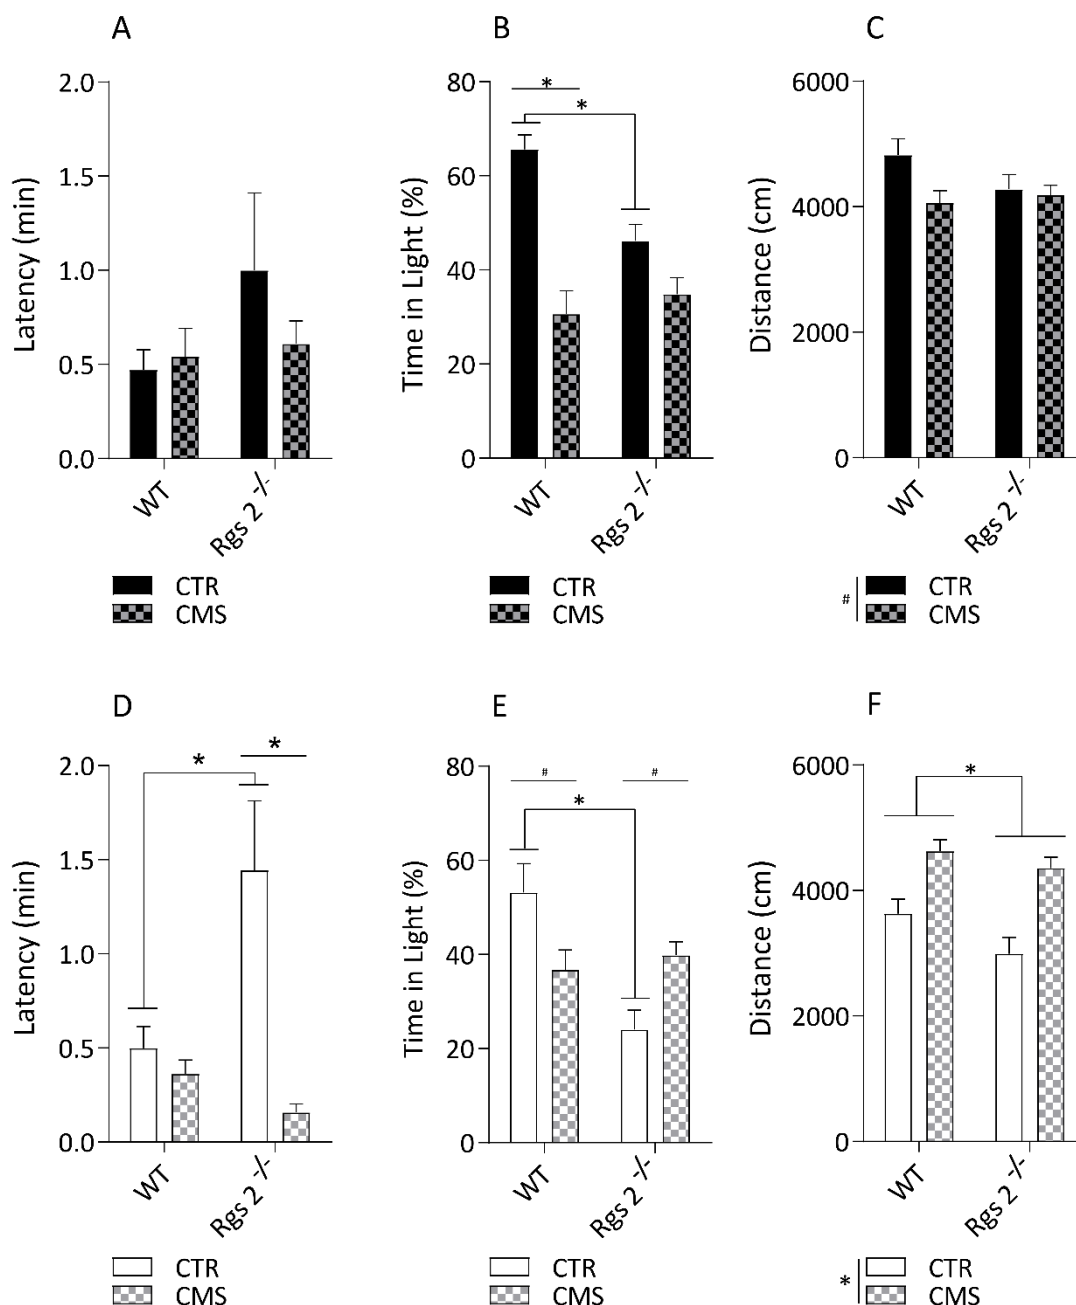 A
Latency (min)
2.0
1.5
1.0
0.5
0.0
WT
Rgs 2 -/-
CTR
CMS
B
Time in Light (%)
80
60
40
20
0
*
*
WT
Rgs 2 -/-
CTR
CMS
C
Distance (cm)
6000
4000
2000
0
WT
Rgs 2 -/-
#
CTR
CMS
D
Latency (min)
2.0
1.5
1.0
0.5
0.0
*
*
WT
Rgs 2 -/-
CTR
CMS
E
Time in Light (%)
80
60
40
20
0
#
#
*
WT
Rgs 2 -/-
CTR
CMS
F
Distance (cm)
6000
4000
2000
0
*
WT
Rgs 2 -/-
*
CTR
CMS